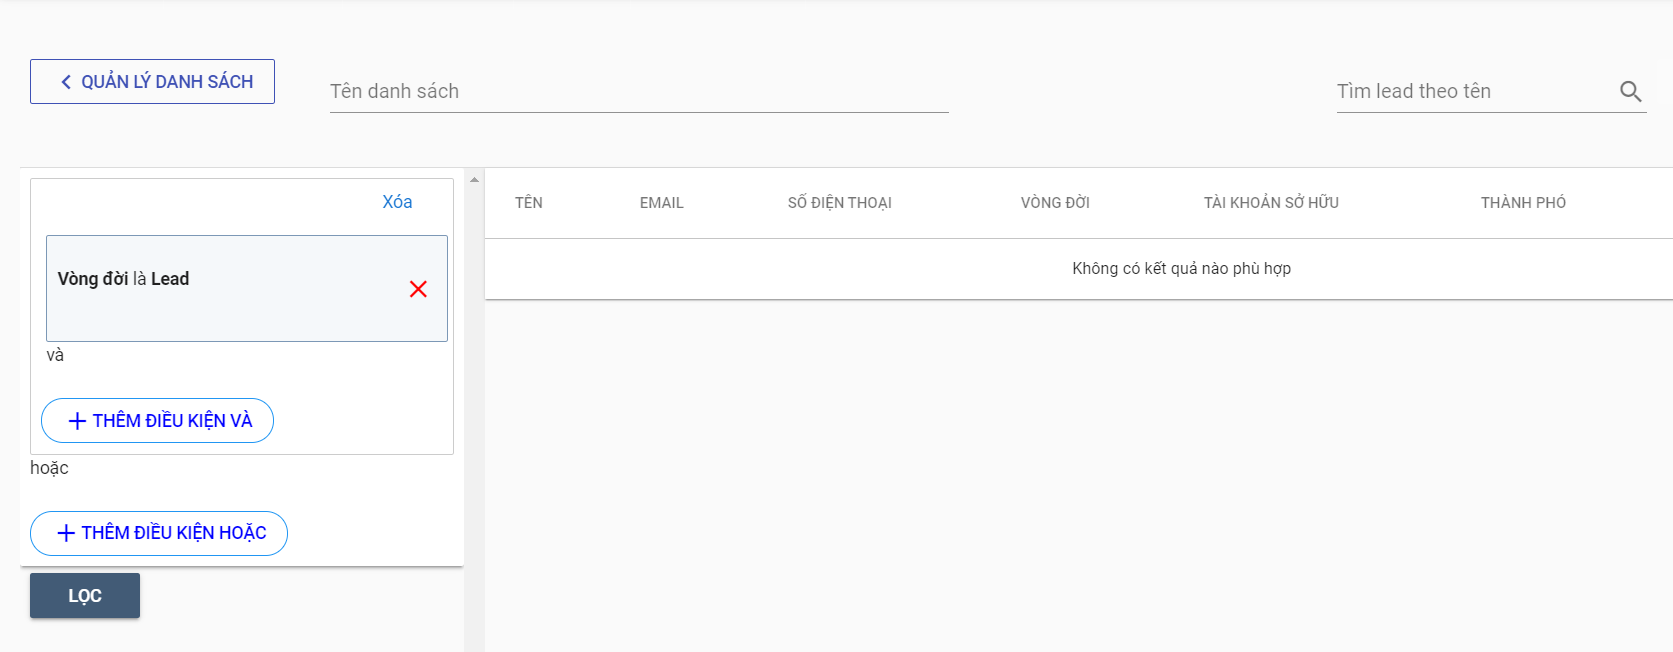 QUẢN LÝ DANH SÁCH
Tên danh sách
Tìm lead theo tên
Xóa
Vòng đời là Lead
và
THÊM ĐIỀU KIỆN VÀ
hoặc
THÊM ĐIỀU KIỆN HOẶC
LỌC
TÊN EMAIL SỐ ĐIỆN THOẠI VÒNG ĐỜI TÀI KHOẢN SỞ HỮU THÀNH PHÓ
Không có kết quả nào phù hợp